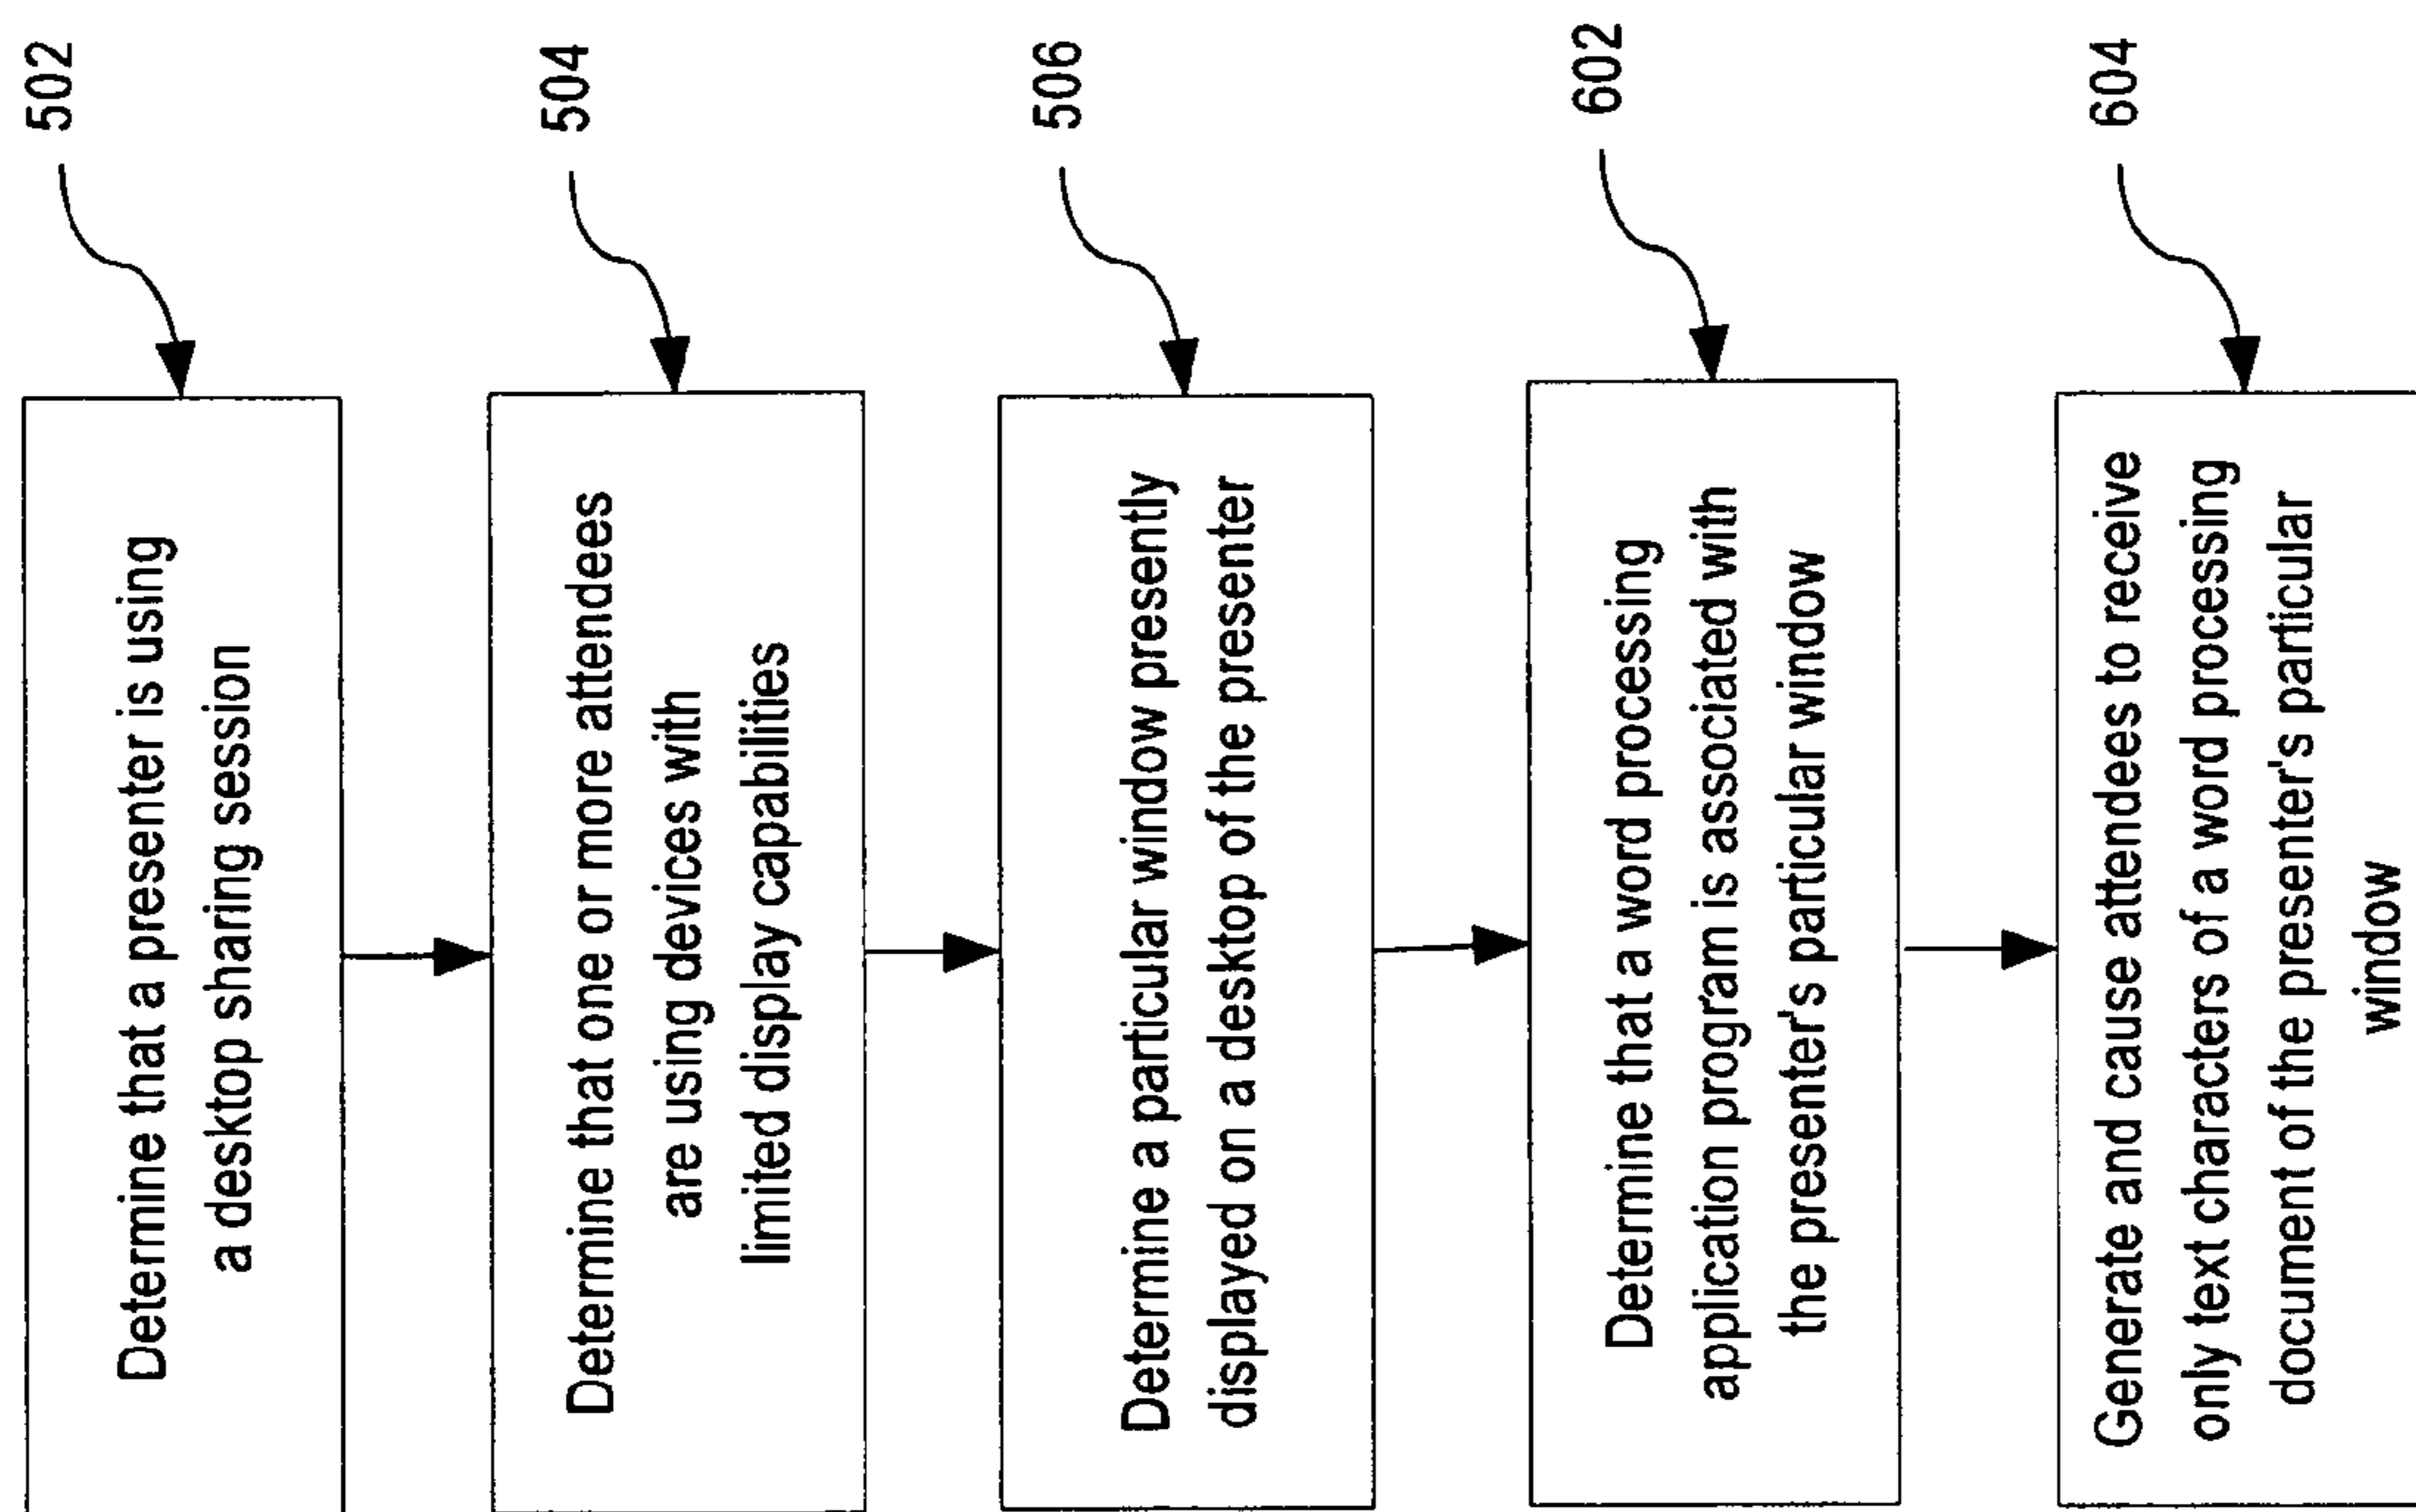 Determine that a presenter is using
a desktop sharing session
502
Determine that one or more attendees
are using devices with
limited display capabilities
504
Determine a particular window presently
displayed on a desktop of the presenter
506
Determine that a word processing
application program is associated with
the presenter's particular window
602
Generate and cause attendees to receive
only text characters of a word processing
document of the presenter's particular
window
604